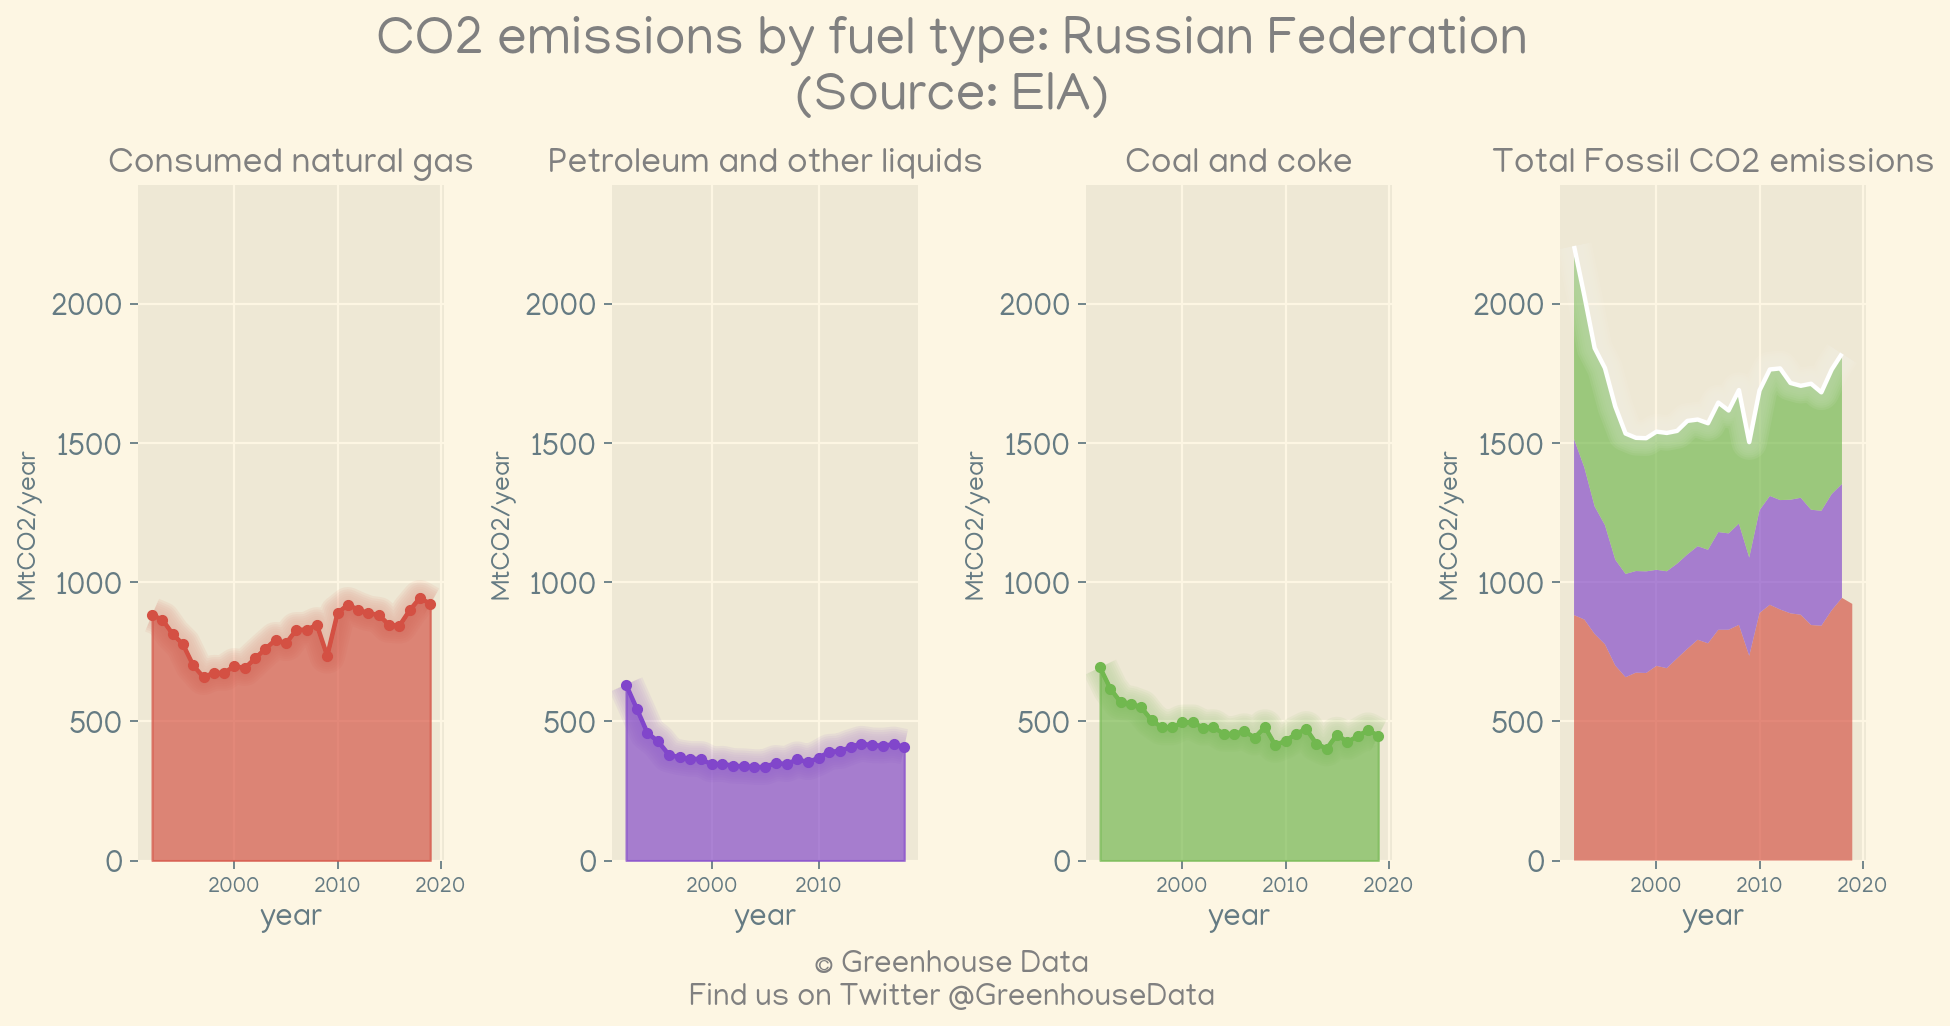 CO2 emissions by fuel type: Russian Federation
(Source: EIA)
Consumed natural gas
Petroleum and other liquids
Coal and coke
Total Fossil CO2 emissions
MtCO2/year
2000
1500
1000
500
0
2000
2010
2020
year
MtCO2/year
2000
1500
1000
500
0
2000
2010
year
MtCO2/year
2000
1500
1000
500
0
2000
2010
2020
year
MtCO2/year
2000
1500
1000
500
0
2000
2010
2020
year
© Greenhouse Data
Find us on Twitter @GreenhouseData